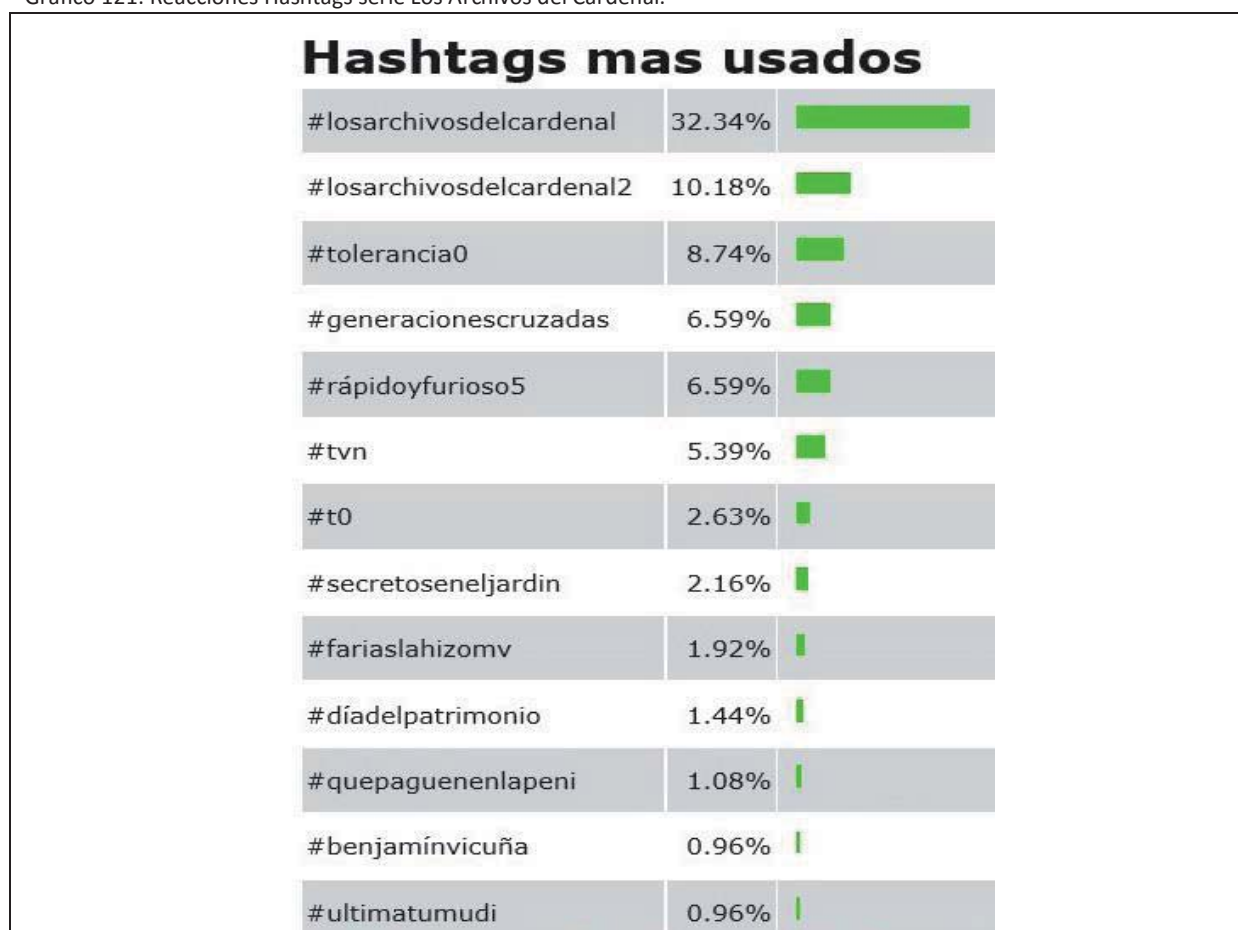 Gráfico 121: Reacciones Hashtags serie Los Archivos del Cardenal.
Hashtags mas usados
#losarchivosdelcardenal 32.34%
#losarchivosdelcardenal2 10.18%
#tolerancia0 8.74%
#generacionescruzadas 6.59%
#rápidoyfurioso5 6.59%
#tvn 5.39%
#t0 2.63%
#secretoseneljardin 2.16%
#fariaslahizomv 1.92%
#díadelpatrimonio 1.44%
#quepaguenenlapeni 1.08%
#benjamínvicuña 0.96%
#ultimatumudi 0.96%